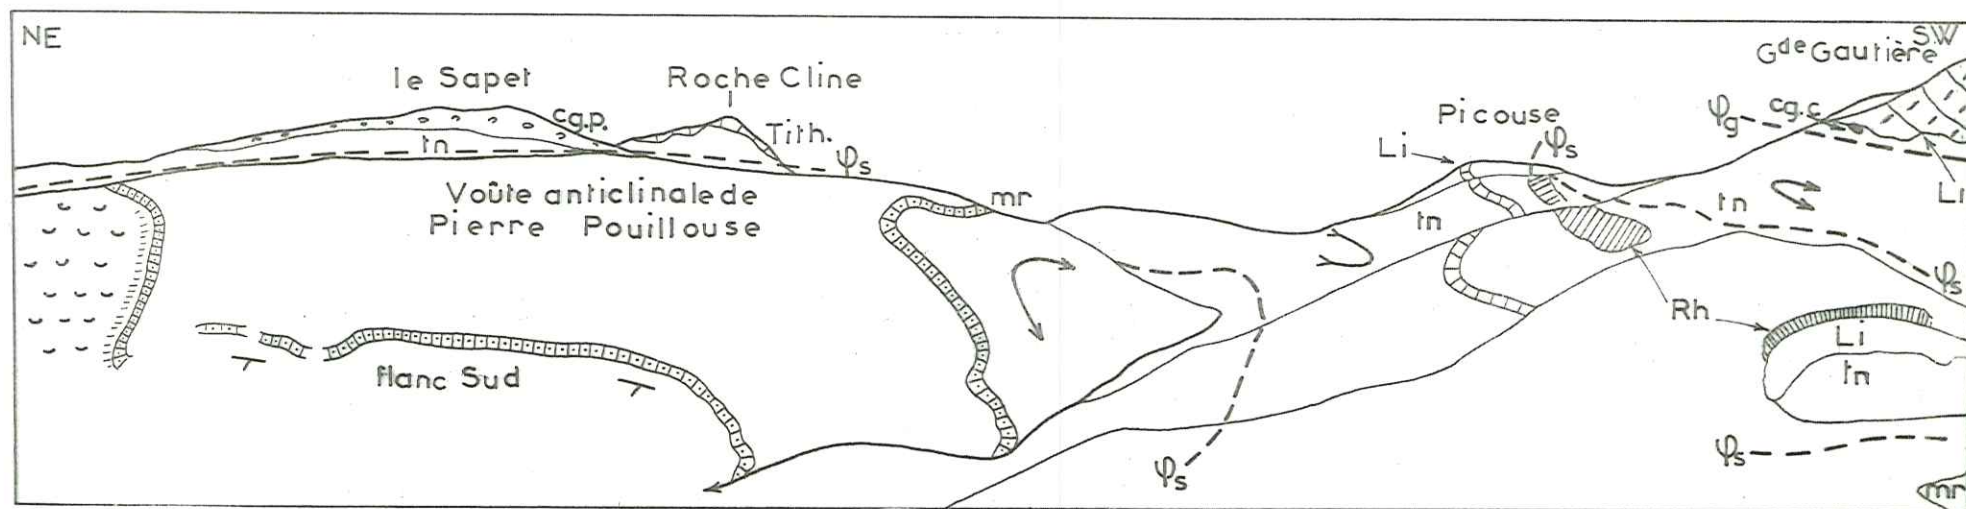 NE
SW
le Sapet
Roche Cline
Gde Gautière
cg.p.
Tith.
Picouse
φg
cg.c.
tn
φs
Li
φs
Li
Voûte anticlinale de
Pierre Pouillouse
mr
tn
tn
φs
Rh
Li
tn
flanc Sud
φs
φs
mr